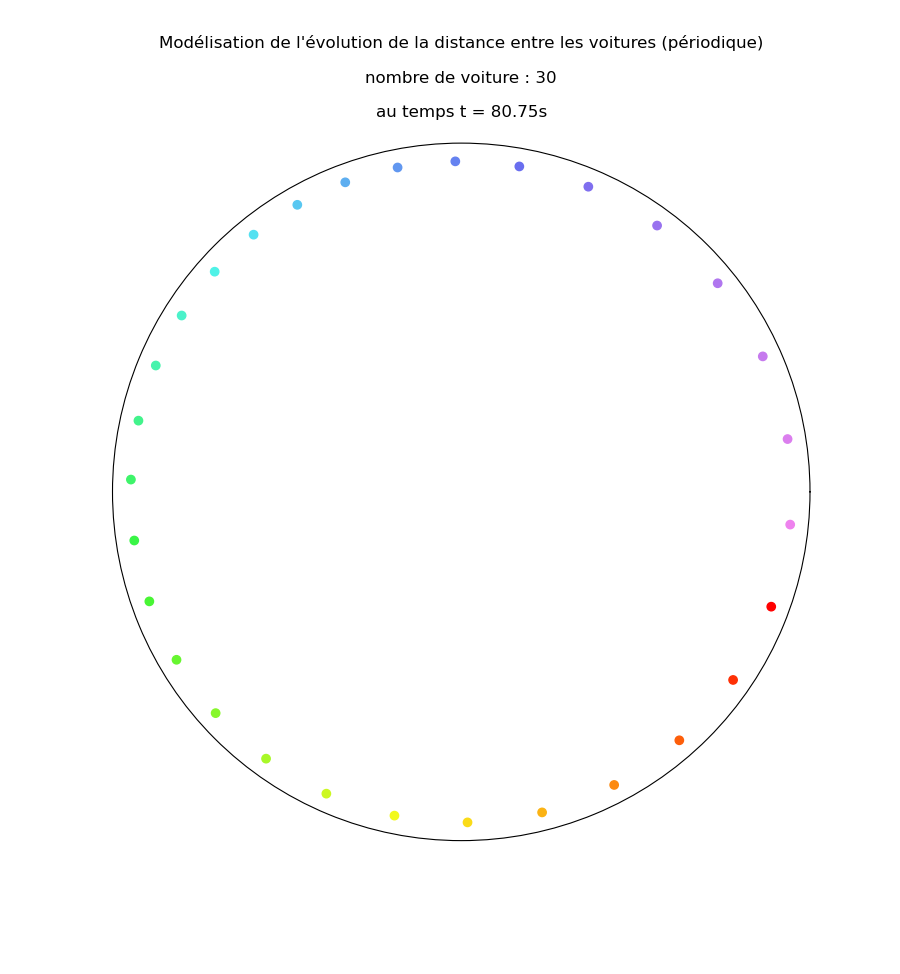 Modélisation de l'évolution de la distance entre les voitures (périodique)
nombre de voiture : 30
au temps t = 80.75s